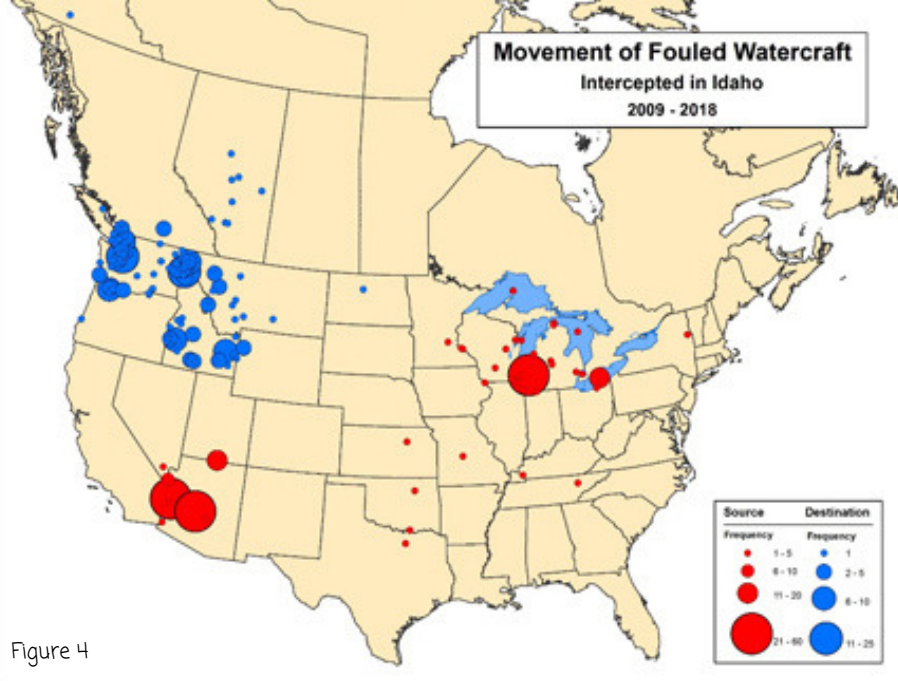 Movement of Fouled Watercraft
Intercepted in Idaho
2009 - 2018
Source Destination
Frequency Frequency
1 - 5 1
6 - 10 2 - 5
11 - 20 6 - 10
21 - 60 11 - 25
Figure 4